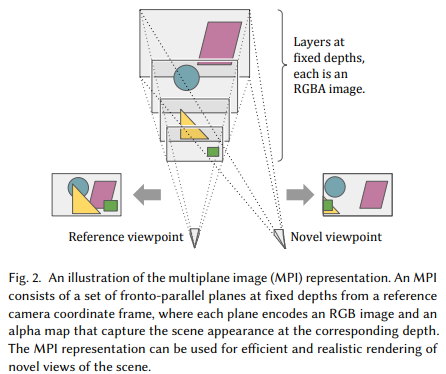 Layers at
fixed depths,
each is an
RGBA image.
Reference viewpoint
Novel viewpoint
Fig. 2. An illustration of the multiplane image (MPI) representation. An MPI
consists of a set of fronto-parallel planes at fixed depths from a reference
camera coordinate frame, where each plane encodes an RGB image and an
alpha map that capture the scene appearance at the corresponding depth.
The MPI representation can be used for efficient and realistic rendering of
novel views of the scene.